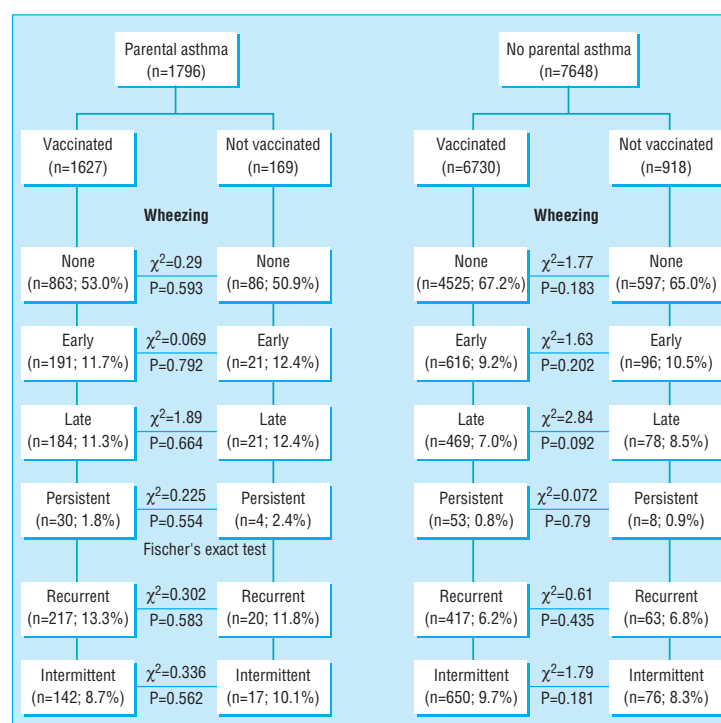 Parental asthma
(n=1796)
No parental asthma
(n=7648)
Vaccinated
(n=1627)
Not vaccinated
(n=169)
Vaccinated
(n=6730)
Not vaccinated
(n=918)
Wheezing
Wheezing
None
(n=863; 53.0%)
χ²=0.29
P=0.593
None
(n=86; 50.9%)
None
(n=4525; 67.2%)
χ²=1.77
P=0.183
None
(n=597; 65.0%)
Early
(n=191; 11.7%)
χ²=0.069
P=0.792
Early
(n=21; 12.4%)
Early
(n=616; 9.2%)
χ²=1.63
P=0.202
Early
(n=96; 10.5%)
Late
(n=184; 11.3%)
χ²=1.89
P=0.664
Late
(n=21; 12.4%)
Late
(n=469; 7.0%)
χ²=2.84
P=0.092
Late
(n=78; 8.5%)
Persistent
(n=30; 1.8%)
χ²=0.225
P=0.554
Fischer's exact test
Persistent
(n=4; 2.4%)
Persistent
(n=53; 0.8%)
χ²=0.072
P=0.79
Persistent
(n=8; 0.9%)
Recurrent
(n=217; 13.3%)
χ²=0.302
P=0.583
Recurrent
(n=20; 11.8%)
Recurrent
(n=417; 6.2%)
χ²=0.61
P=0.435
Recurrent
(n=63; 6.8%)
Intermittent
(n=142; 8.7%)
χ²=0.336
P=0.562
Intermittent
(n=17; 10.1%)
Intermittent
(n=650; 9.7%)
χ²=1.79
P=0.181
Intermittent
(n=76; 8.3%)